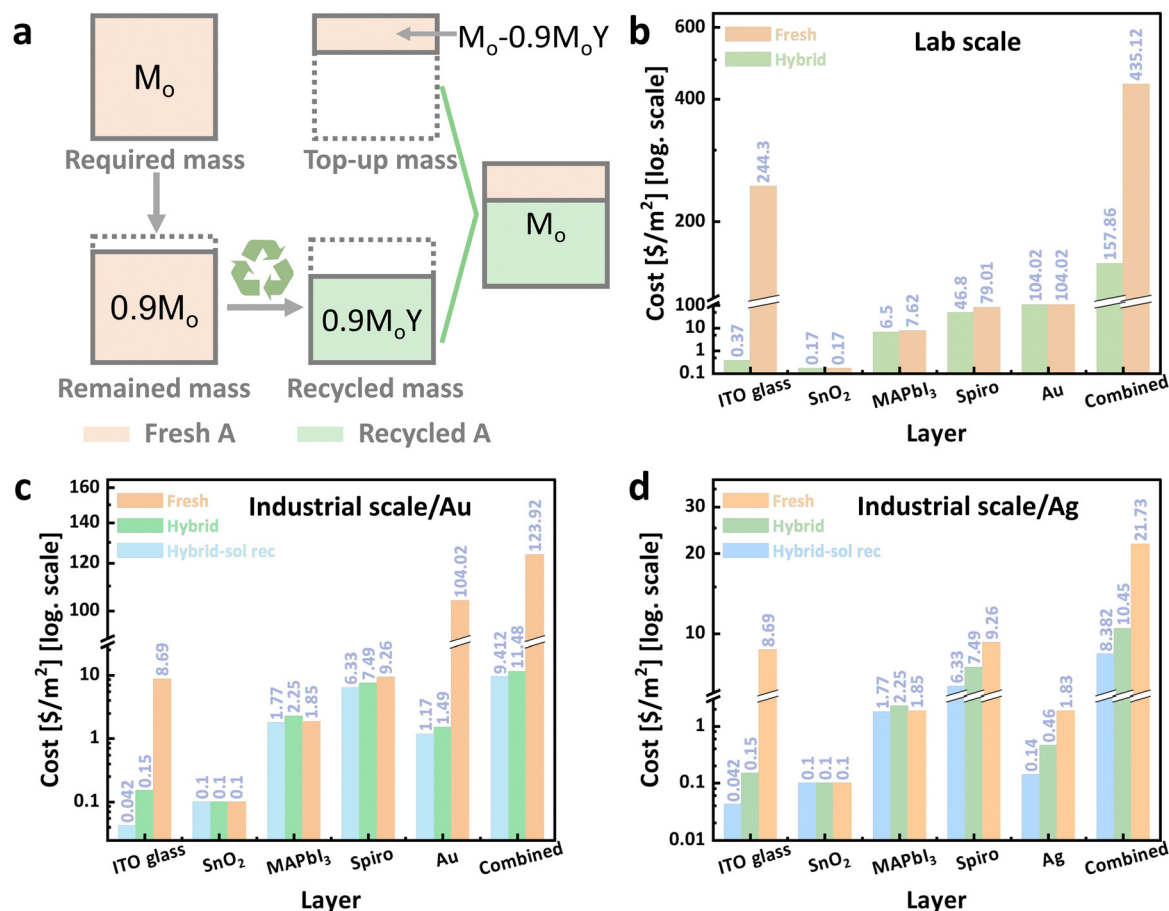 a
Mₒ
Required mass
Mₒ-0.9MₒY
Top-up mass
Mₒ
0.9Mₒ
Remained mass
0.9MₒY
Recycled mass
Fresh A
Recycled A
b
Lab scale
Fresh
Hybrid
Cost [$/m²] [log. scale]
600
400
200
100
10
1
0.1
0.37
244.3
0.17
0.17
6.5
7.62
46.8
79.01
104.02
104.02
157.86
435.12
ITO glass
SnO₂
MAPbI₃
Spiro
Au
Combined
Layer
c
Industrial scale/Au
Fresh
Hybrid
Hybrid-sol rec
Cost [$/m²] [log. scale]
160
140
120
100
10
1
0.1
0.042
0.15
8.69
0.1
0.1
0.1
1.77
2.25
1.85
6.33
7.49
9.26
1.17
1.49
104.02
9.412
11.48
123.92
ITO glass
SnO₂
MAPbI₃
Spiro
Au
Combined
Layer
d
Industrial scale/Ag
Fresh
Hybrid
Hybrid-sol rec
Cost [$/m²] [log. scale]
30
20
10
1
0.1
0.01
0.042
0.15
8.69
0.1
0.1
0.1
1.77
2.25
1.85
6.33
7.49
9.26
0.14
0.46
1.83
8.382
10.45
21.73
ITO glass
SnO₂
MAPbI₃
Spiro
Ag
Combined
Layer